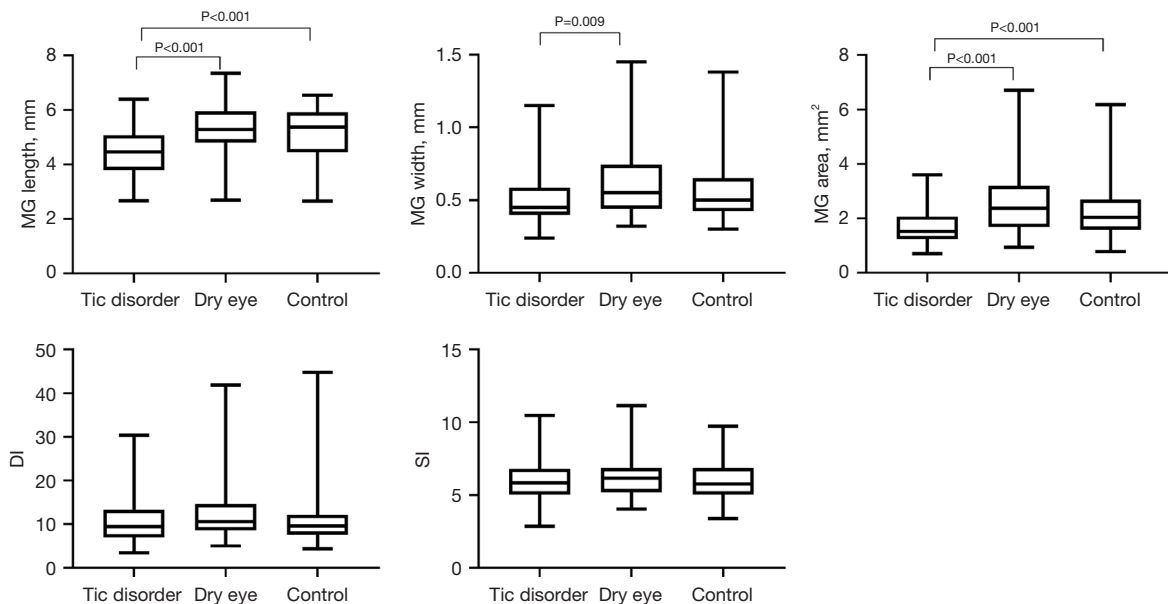 P<0.001
P<0.001
8
6
4
2
0
MG length, mm
Tic disorder Dry eye Control
P=0.009
1.5
1.0
0.5
0.0
MG width, mm
Tic disorder Dry eye Control
P<0.001
P<0.001
8
6
4
2
0
MG area, mm²
Tic disorder Dry eye Control
50
40
30
20
10
0
DI
Tic disorder Dry eye Control
15
10
5
0
SI
Tic disorder Dry eye Control